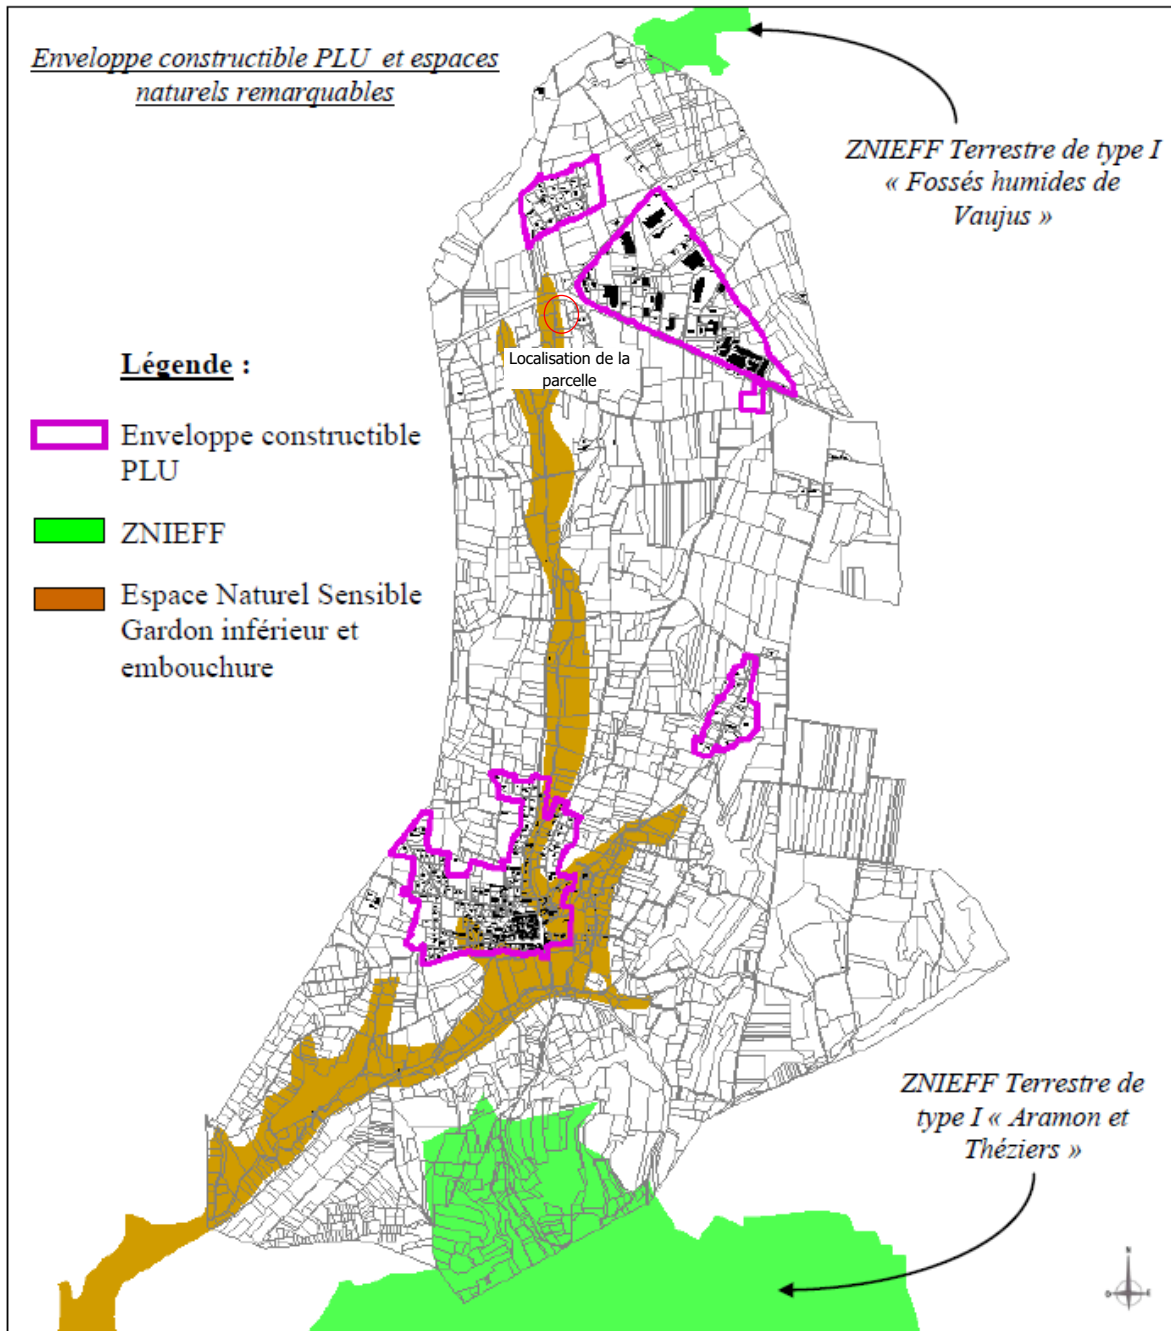 Enveloppe constructible PLU et espaces
naturels remarquables
ZNIEFF Terrestre de type I
« Fossés humides de
Vaujus »
Localisation de la
parcelle
Légende :
Enveloppe constructible
PLU
ZNIEFF
Espace Naturel Sensible
Gardon inférieur et
embouchure
ZNIEFF Terrestre de
type I « Aramon et
Théziers »
N
O E
S